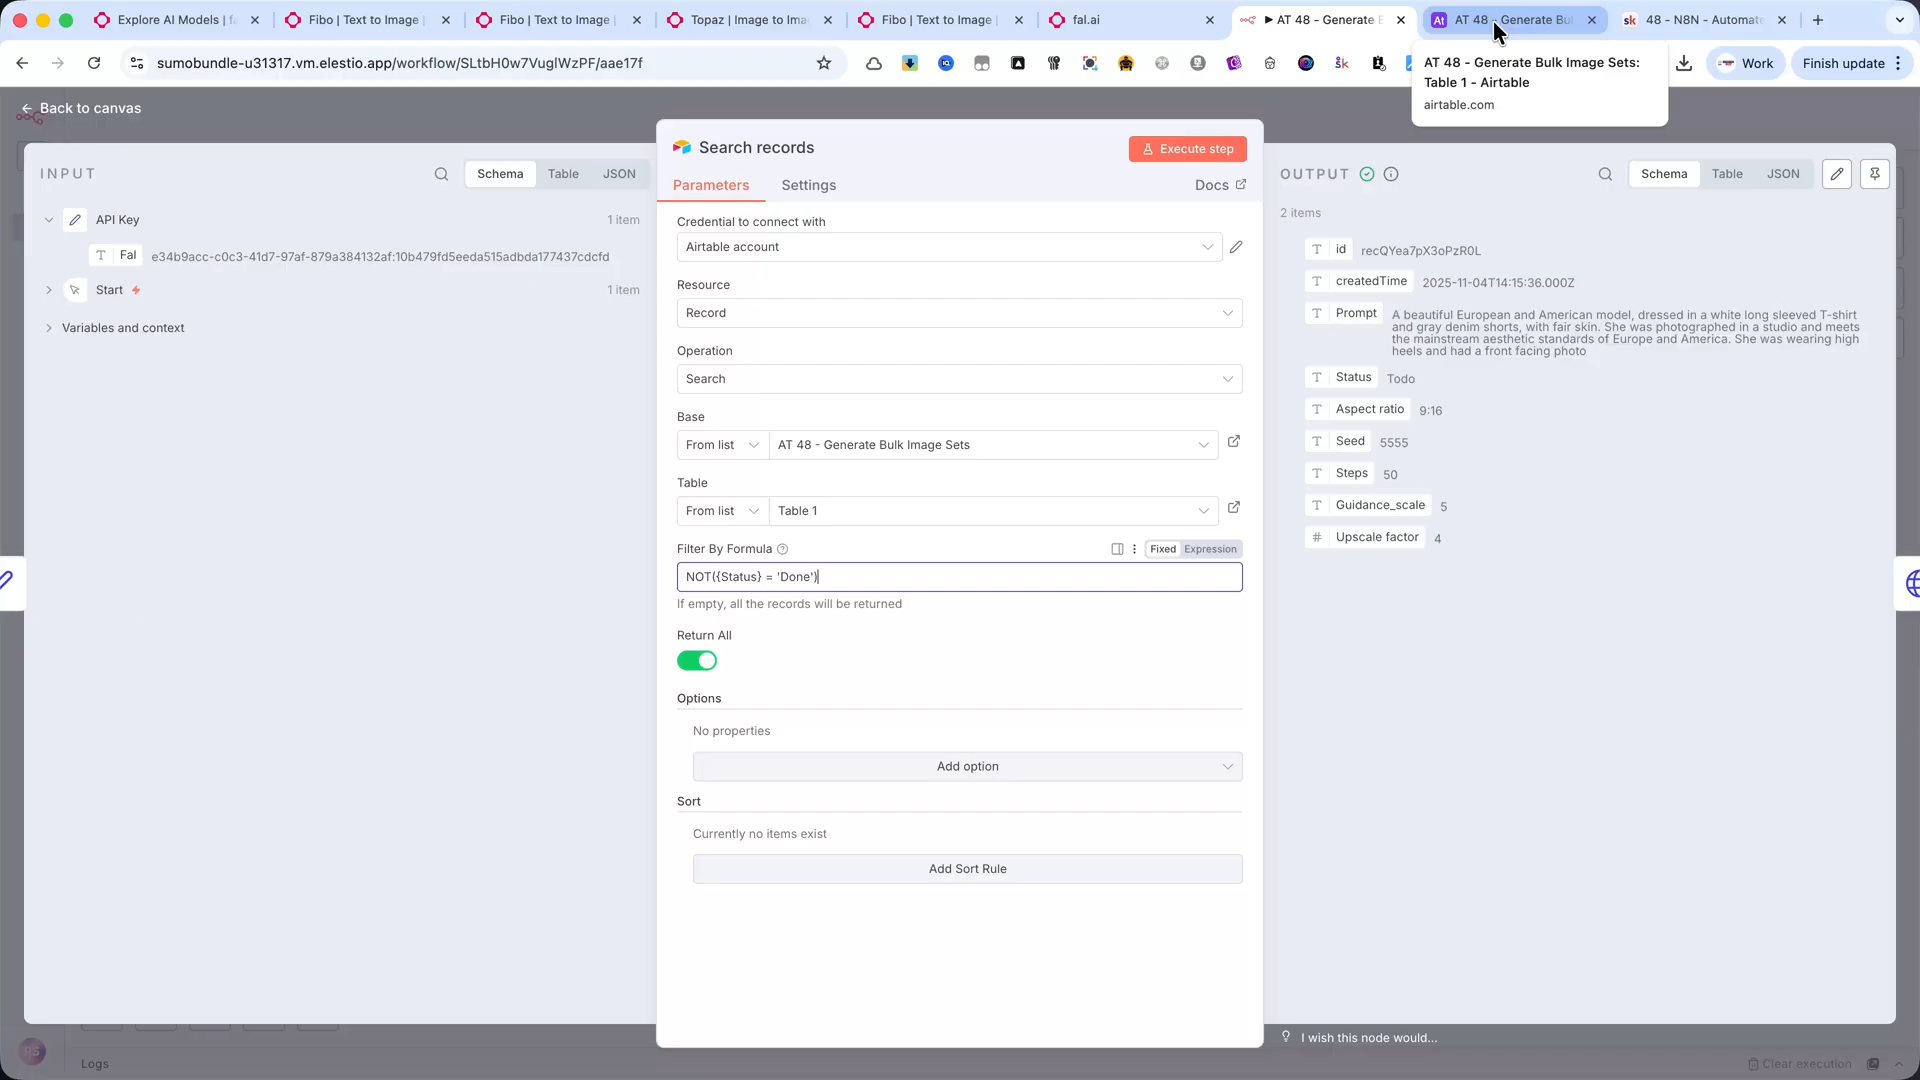 Explore AI Models | fa
Fibo | Text to Image
Fibo | Text to Image
Topaz | Image to Ima
Fibo | Text to Image
fal.ai
AT 48 - Generate B
AT 48 - Generate Bul
48 - N8N - Automate
sumobundle-u31317.vm.elestio.app/workflow/SLtbH0w7VuglWzPF/aae17f
Work
Finish update
AT 48 - Generate Bulk Image Sets:
Table 1 - Airtable
airtable.com
Back to canvas
INPUT
Schema
Table
JSON
API Key
1 item
Fal
e34b9acc-c0c3-41d7-97af-879a384132af:10b479fd5eeda515adbda177437cdcfd
Start
1 item
Variables and context
Search records
Execute step
Parameters
Settings
Docs
Credential to connect with
Airtable account
Resource
Record
Operation
Search
Base
From list
AT 48 - Generate Bulk Image Sets
Table
From list
Table 1
Filter By Formula
Fixed
Expression
NOT({Status} = 'Done')
If empty, all the records will be returned
Return All
Options
No properties
Add option
Sort
Currently no items exist
Add Sort Rule
OUTPUT
Schema
Table
JSON
2 items
id
recQYea7pX3oPzR0L
createdTime
2025-11-04T14:15:36.000Z
Prompt
A beautiful European and American model, dressed in a white long sleeved T-shirt
and gray denim shorts, with fair skin. She was photographed in a studio and meets
the mainstream aesthetic standards of Europe and America. She was wearing high
heels and had a front facing photo
Status
Todo
Aspect ratio
9:16
Seed
5555
Steps
50
Guidance_scale
5
Upscale factor
4
I wish this node would...
Logs
Clear execution